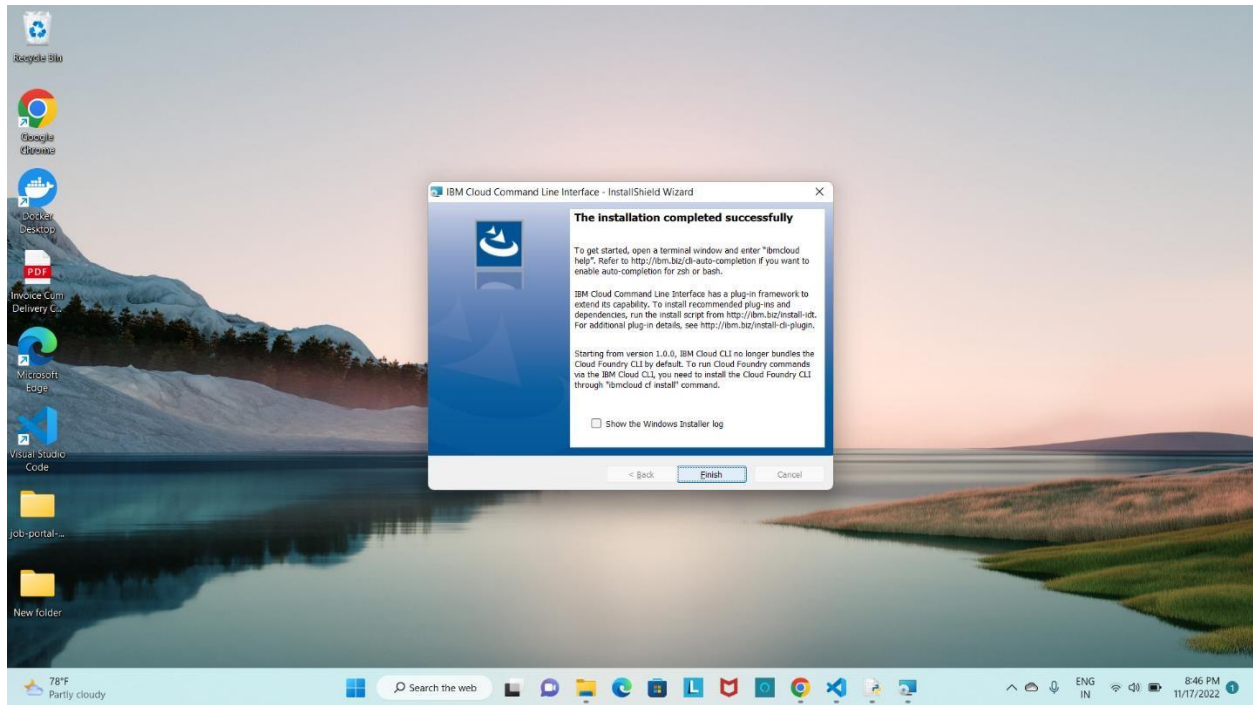 Recycle Bin
Google
Chrome
Docker
Desktop
PDF
Invoice Cum
Delivery C...
Microsoft
Edge
Visual Studio
Code
job-portal-...
New folder
IBM Cloud Command Line Interface - InstallShield Wizard
The installation completed successfully
To get started, open a terminal window and enter "ibmcloud
help". Refer to http://ibm.biz/cli-auto-completion if you want to
enable auto-completion for zsh or bash.
IBM Cloud Command Line Interface has a plug-in framework to
extend its capability. To install recommended plug-ins and
dependencies, run the install script from http://ibm.biz/install-idt.
For additional plug-in details, see http://ibm.biz/install-cli-plugin.
Starting from version 1.0.0, IBM Cloud CLI no longer bundles the
Cloud Foundry CLI by default. To run Cloud Foundry commands
via the IBM Cloud CLI, you need to install the Cloud Foundry CLI
through "ibmcloud cf install" command.
Show the Windows Installer log
< Back Finish Cancel
78°F
Partly cloudy
Search the web
L
ENG
IN
8:46 PM
11/17/2022
1